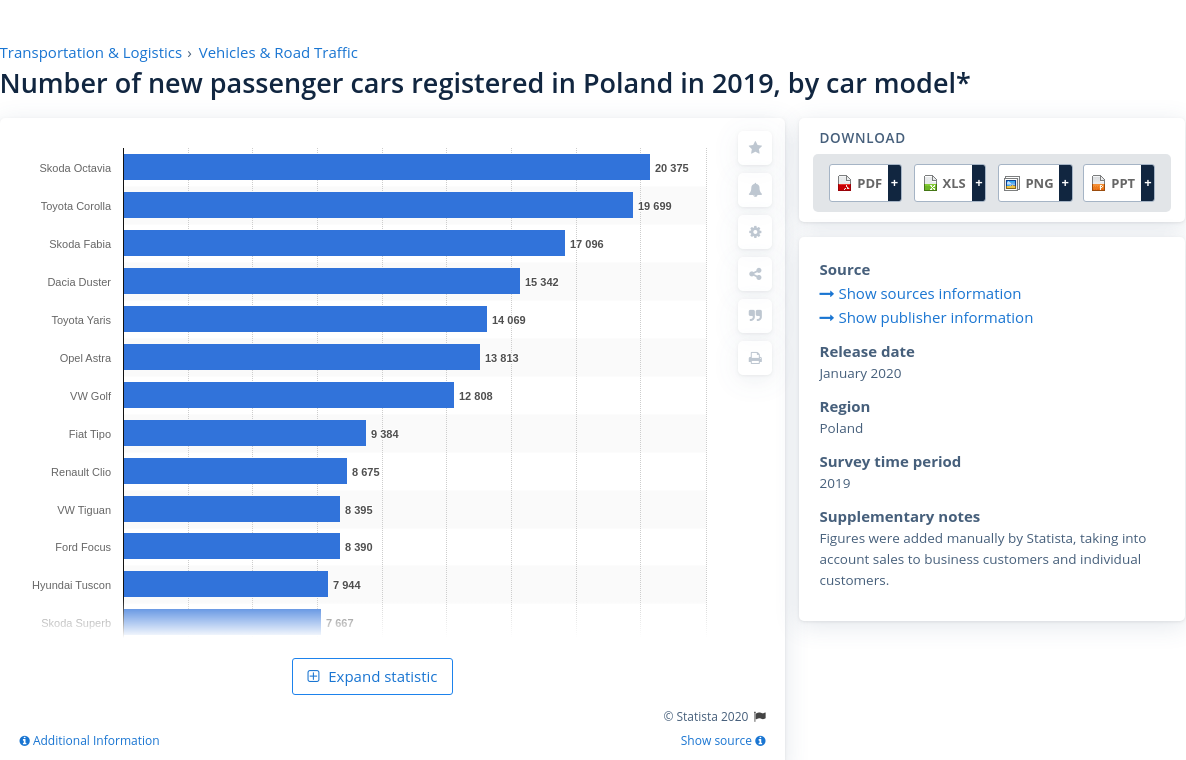 Transportation & Logistics › Vehicles & Road Traffic
Number of new passenger cars registered in Poland in 2019, by car model*
Skoda Octavia 20 375
Toyota Corolla 19 699
Skoda Fabia 17 096
Dacia Duster 15 342
Toyota Yaris 14 069
Opel Astra 13 813
VW Golf 12 808
Fiat Tipo 9 384
Renault Clio 8 675
VW Tiguan 8 395
Ford Focus 8 390
Hyundai Tuscon 7 944
Skoda Superb 7 667
Expand statistic
© Statista 2020
Additional Information
Show source
DOWNLOAD
PDF + XLS + PNG + PPT +
Source
Show sources information
Show publisher information
Release date
January 2020
Region
Poland
Survey time period
2019
Supplementary notes
Figures were added manually by Statista, taking into
account sales to business customers and individual
customers.